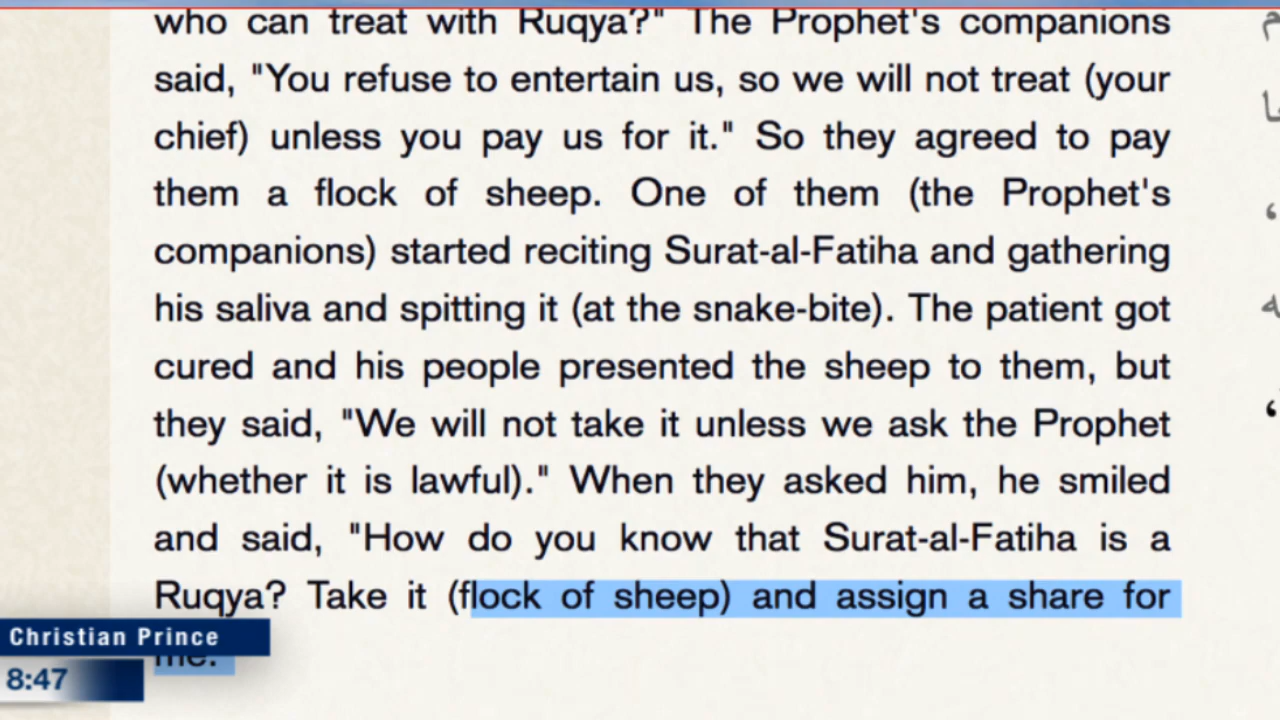 who can treat with Ruqya?" The Prophet's companions
said, "You refuse to entertain us, so we will not treat (your
chief) unless you pay us for it." So they agreed to pay
them a flock of sheep. One of them (the Prophet's
companions) started reciting Surat-al-Fatiha and gathering
his saliva and spitting it (at the snake-bite). The patient got
cured and his people presented the sheep to them, but
they said, "We will not take it unless we ask the Prophet
(whether it is lawful)." When they asked him, he smiled
and said, "How do you know that Surat-al-Fatiha is a
Ruqya? Take it (flock of sheep) and assign a share for
me."
Christian Prince
8:47